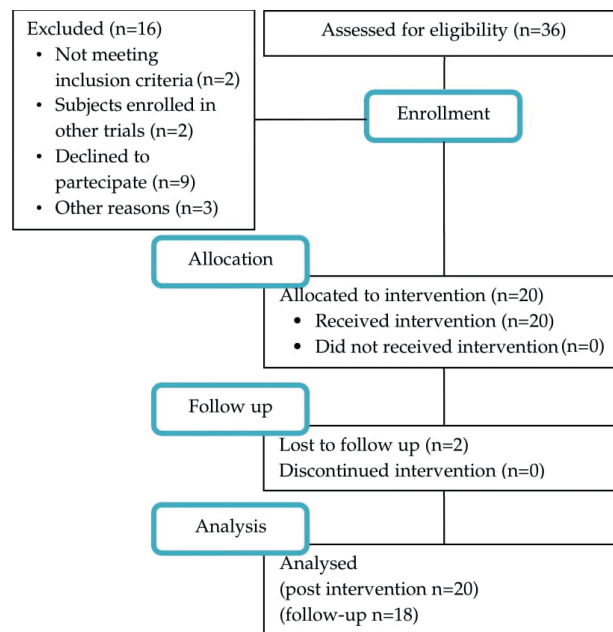 Excluded (n=16)
• Not meeting
inclusion criteria (n=2)
• Subjects enrolled in
other trials (n=2)
• Declined to
partecipate (n=9)
• Other reasons (n=3)
Assessed for eligibility (n=36)
Enrollment
Allocation
Allocated to intervention (n=20)
• Received intervention (n=20)
• Did not received intervention (n=0)
Follow up
Lost to follow up (n=2)
Discontinued intervention (n=0)
Analysis
Analysed
(post intervention n=20)
(follow-up n=18)